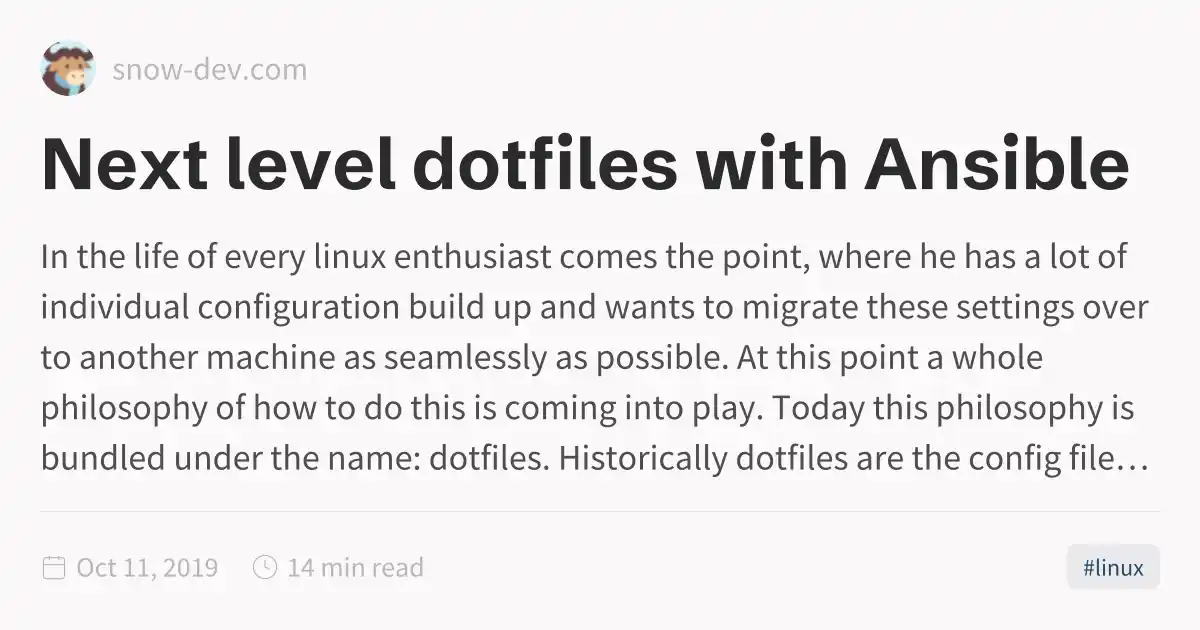 snow-dev.com
Next level dotfiles with Ansible
In the life of every linux enthusiast comes the point, where he has a lot of
individual configuration build up and wants to migrate these settings over
to another machine as seamlessly as possible. At this point a whole
philosophy of how to do this is coming into play. Today this philosophy is
bundled under the name: dotfiles. Historically dotfiles are the config file…
Oct 11, 2019 14 min read #linux